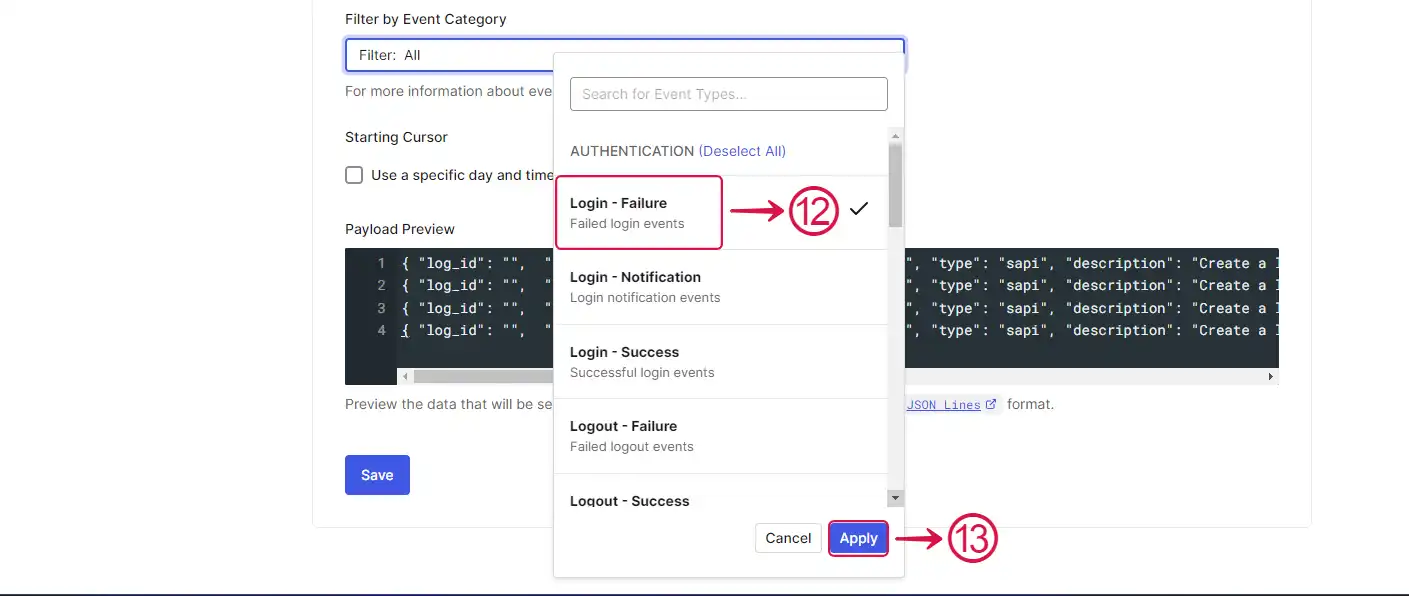 Filter by Event Category
Filter: All
Search for Event Types...
For more information about eve
AUTHENTICATION (Deselect All)
Starting Cursor
Use a specific day and time
Login - Failure
Failed login events
12
Login - Notification
Login notification events
Login - Success
Successful login events
Logout - Failure
Failed logout events
Logout - Success
Payload Preview
1 { "log_id": "", " ", "type": "sapi", "description": "Create a l
2 { "log_id": "", " ", "type": "sapi", "description": "Create a l
3 { "log_id": "", " ", "type": "sapi", "description": "Create a l
4 { "log_id": "", " ", "type": "sapi", "description": "Create a l
Preview the data that will be se JSON Lines format.
Save
Cancel Apply 13